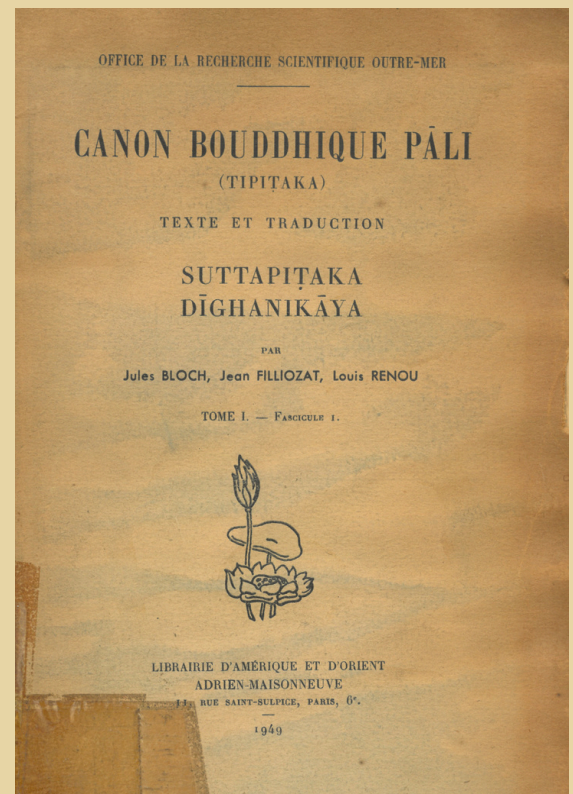 OFFICE DE LA RECHERCHE SCIENTIFIQUE OUTRE-MER
CANON BOUDDHIQUE PĀLI
(TIPIṬAKA)
TEXTE ET TRADUCTION
SUTTAPIṬAKA
DĪGHANIKĀYA
PAR
Jules BLOCH, Jean FILLIOZAT, Louis RENOU
TOME I. — FASCICULE I.
LIBRAIRIE D'AMÉRIQUE ET D'ORIENT
ADRIEN-MAISONNEUVE
11, RUE SAINT-SULPICE, PARIS, 6e.
1949